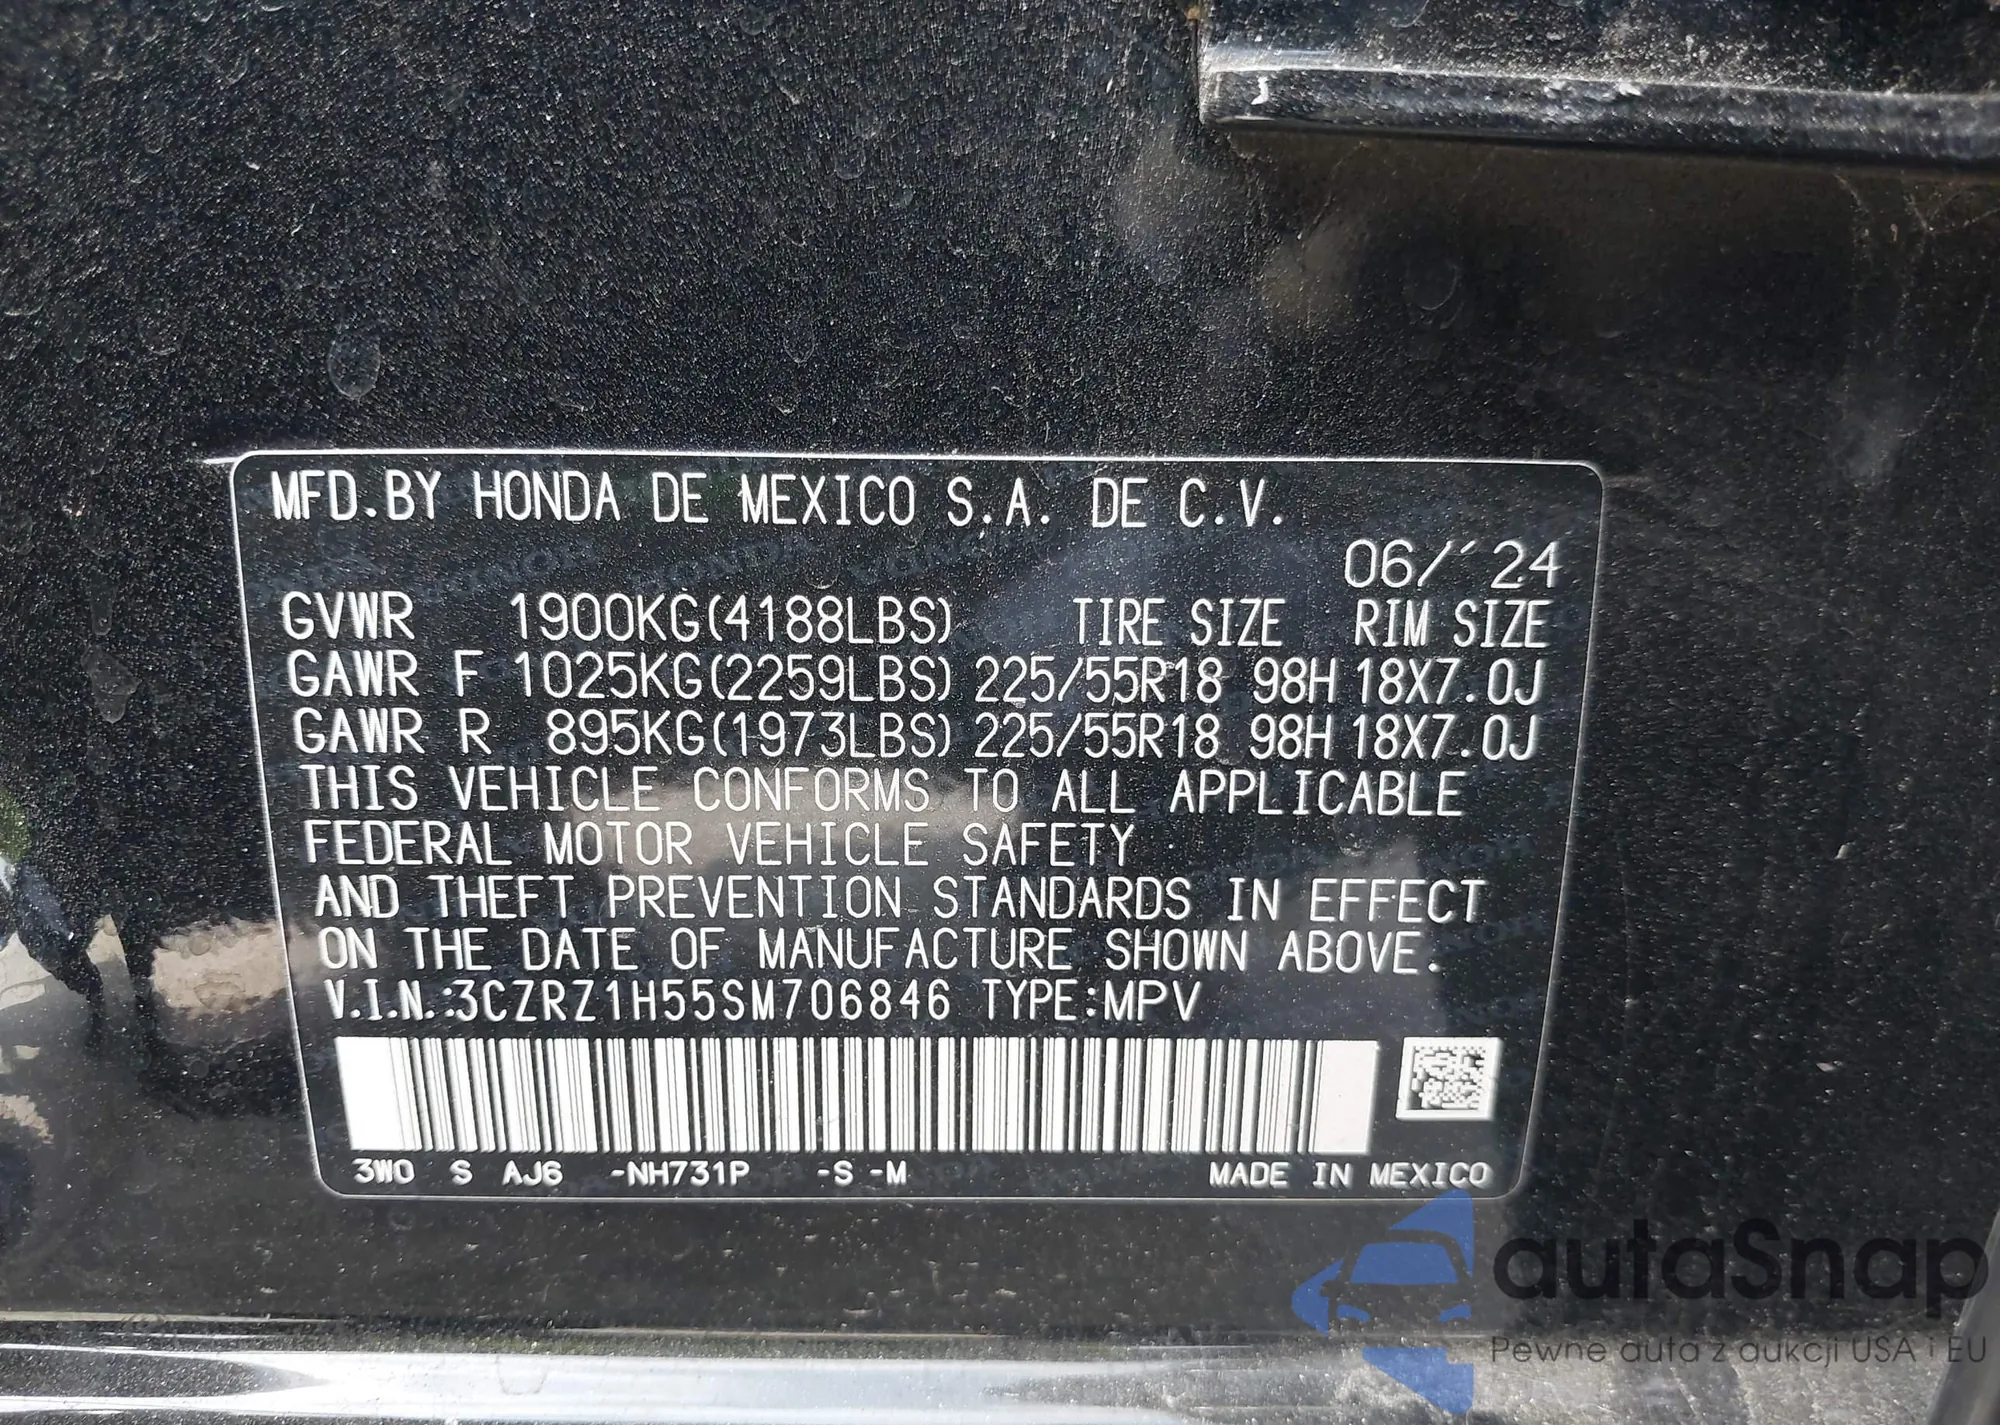 MFD.BY HONDA DE MEXICO S.A. DE C.V.
06/´24
GVWR 1900KG(4188LBS) TIRE SIZE RIM SIZE
GAWR F 1025KG(2259LBS) 225/55R18 98H 18X7.0J
GAWR R 895KG(1973LBS) 225/55R18 98H 18X7.0J
THIS VEHICLE CONFORMS TO ALL APPLICABLE
FEDERAL MOTOR VEHICLE SAFETY
AND THEFT PREVENTION STANDARDS IN EFFECT
ON THE DATE OF MANUFACTURE SHOWN ABOVE.
V.I.N.:3CZRZ1H55SM706846 TYPE:MPV
3W0 S AJ6 -NH731P -S -M MADE IN MEXICO
autaSnap
Pewne auta z aukcji USA i EU